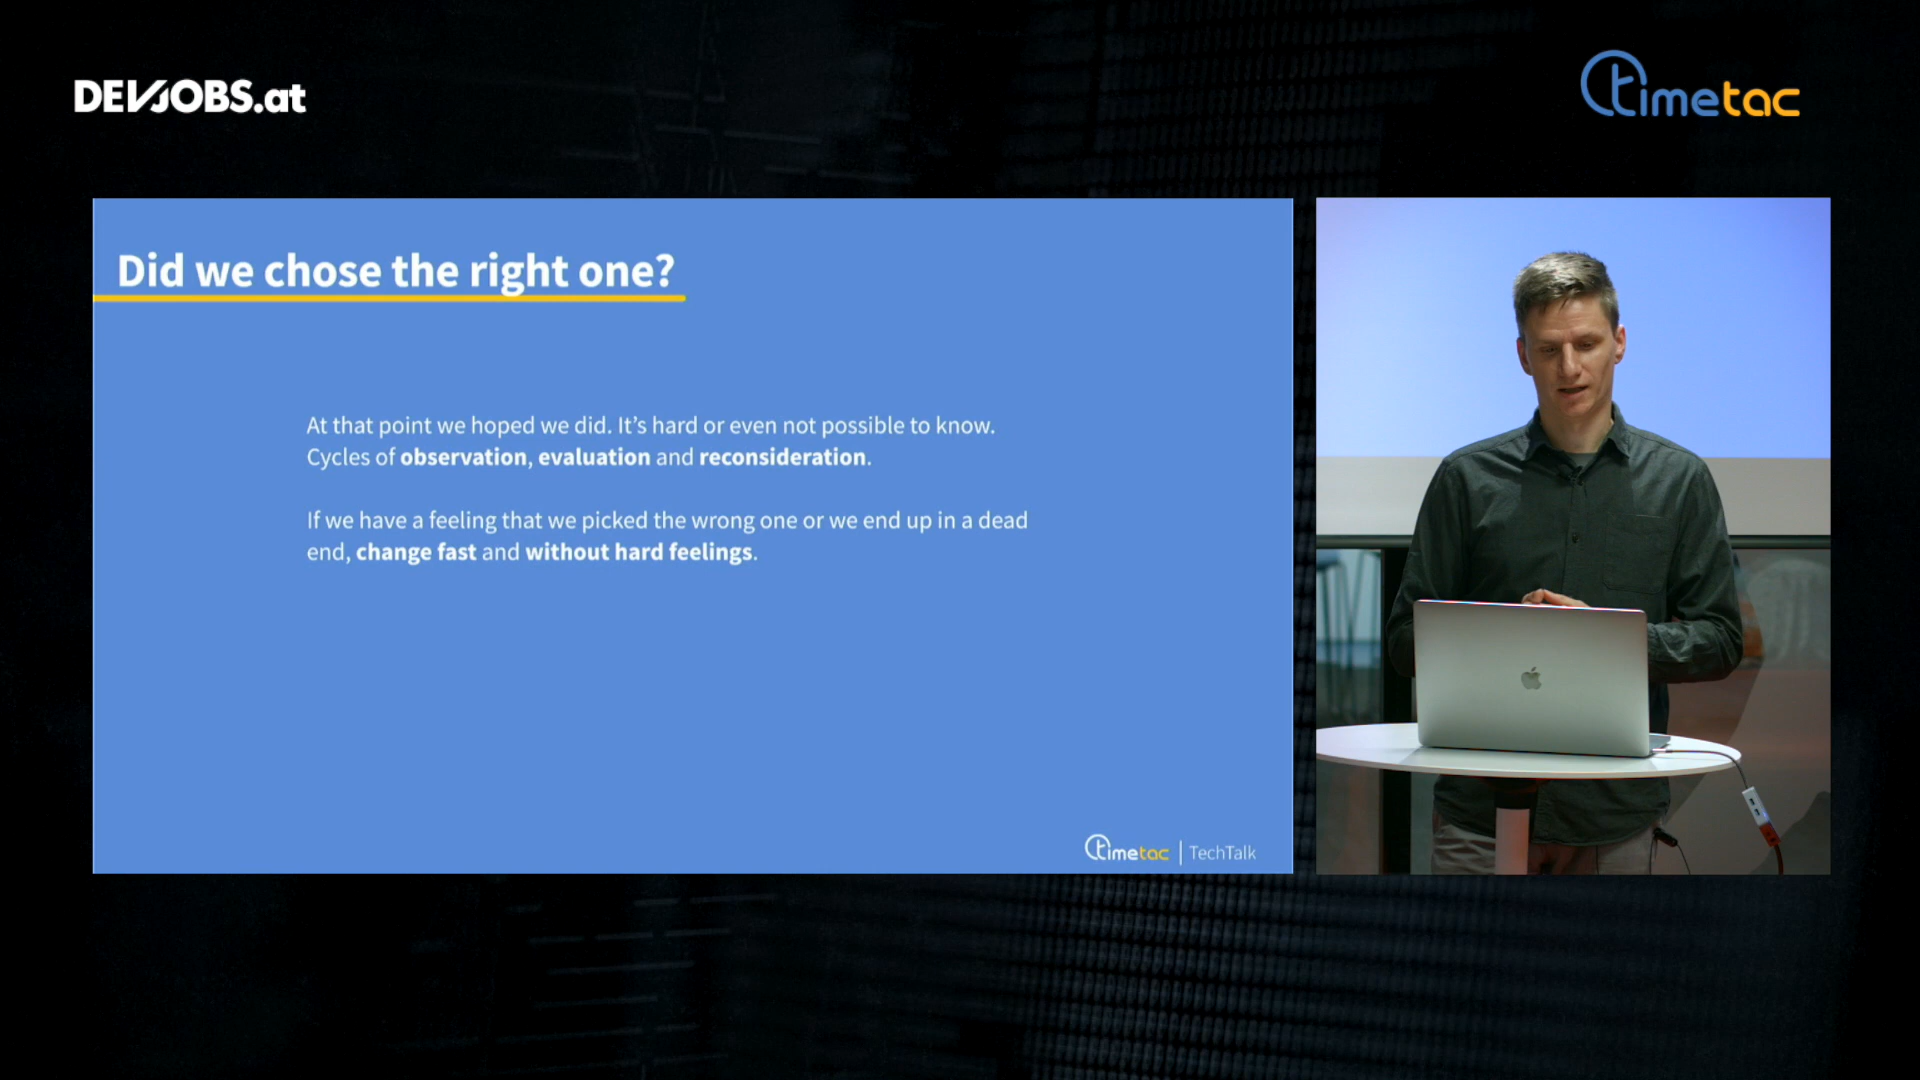 DEVJOBS.at
timetac
Did we chose the right one?
At that point we hoped we did. It's hard or even not possible to know.
Cycles of observation, evaluation and reconsideration.
If we have a feeling that we picked the wrong one or we end up in a dead
end, change fast and without hard feelings.
timetac | TechTalk